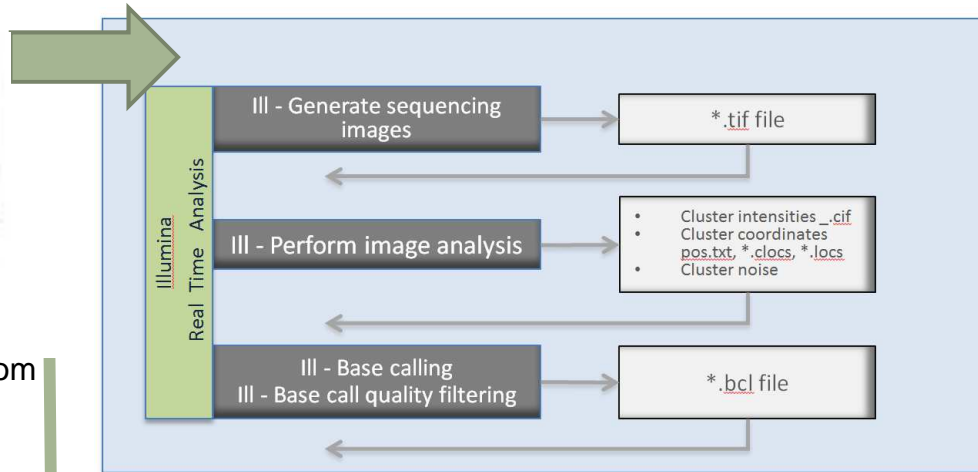 Ill - Generate sequencing
images
*.tif file
Illumina
Real Time Analysis
Ill - Perform image analysis
• Cluster intensities _.cif
• Cluster coordinates
pos.txt, *.clocs, *.locs
• Cluster noise
om
Ill - Base calling
Ill - Base call quality filtering
*.bcl file